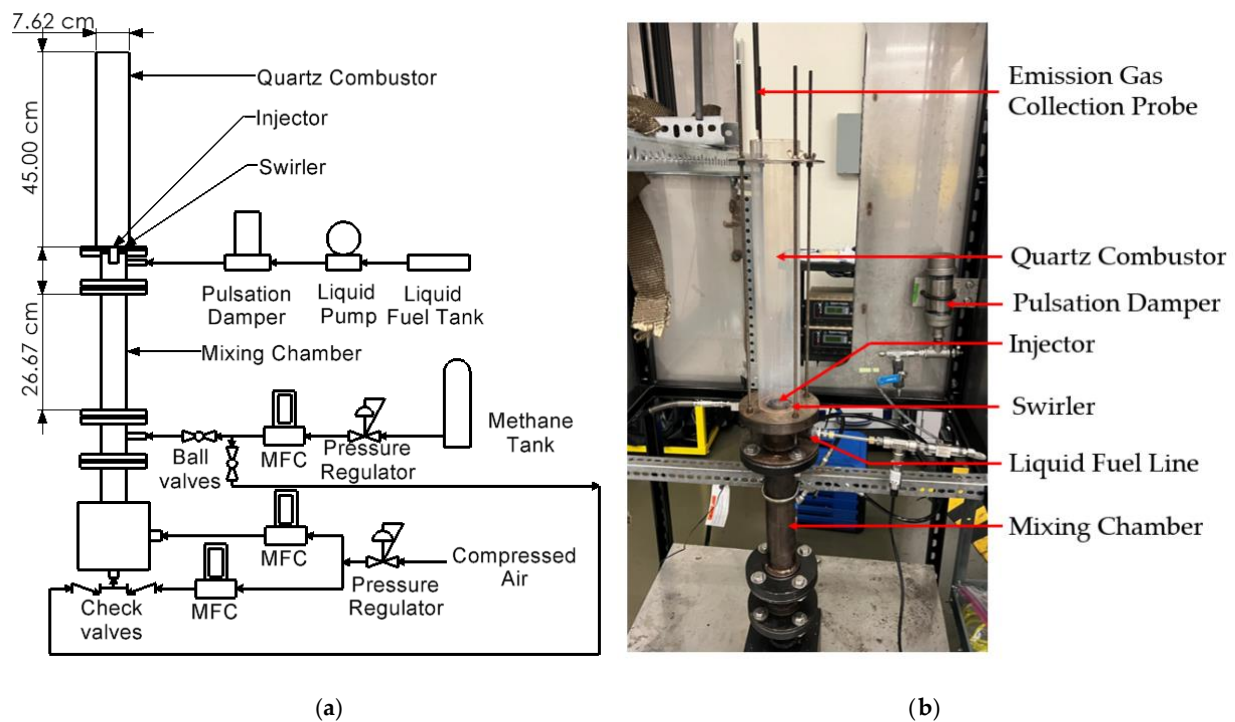 7.62 cm
45.00 cm
26.67 cm
Quartz Combustor
Injector
Swirler
Pulsation
Damper
Liquid
Pump
Liquid
Fuel Tank
Mixing Chamber
Methane
Tank
Ball
valves
MFC
Pressure
Regulator
MFC
Compressed
Air
Pressure
Regulator
MFC
Check
valves
(a)
Emission Gas
Collection Probe
Quartz Combustor
Pulsation Damper
Injector
Swirler
Liquid Fuel Line
Mixing Chamber
(b)